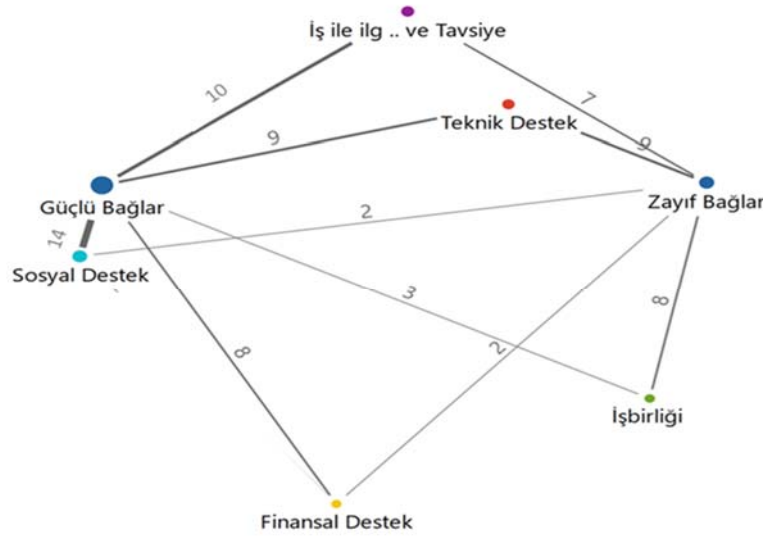 İş ile ilg .. ve Tavsiye
10
7
Teknik Destek
9
9
Güçlü Bağlar
Zayıf Bağlar
14
2
Sosyal Destek
3
8
8
2
İşbirliği
Finansal Destek